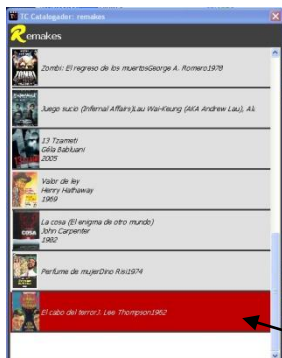 TC Catalogador: remakes
Remakes
Zombi: El regreso de los muertosGeorge A. Romero1978
Juego sucio (Infernal Affairs)Lau Wai-Keung (AKA Andrew Lau), Al
13 Tzameti
Géla Babluani
2005
Valor de ley
Henry Hathaway
1969
La cosa (El enigma de otro mundo)
John Carpenter
1982
Perfume de mujerDino Risi1974
El cabo del terrorJ. Lee Thompson1962